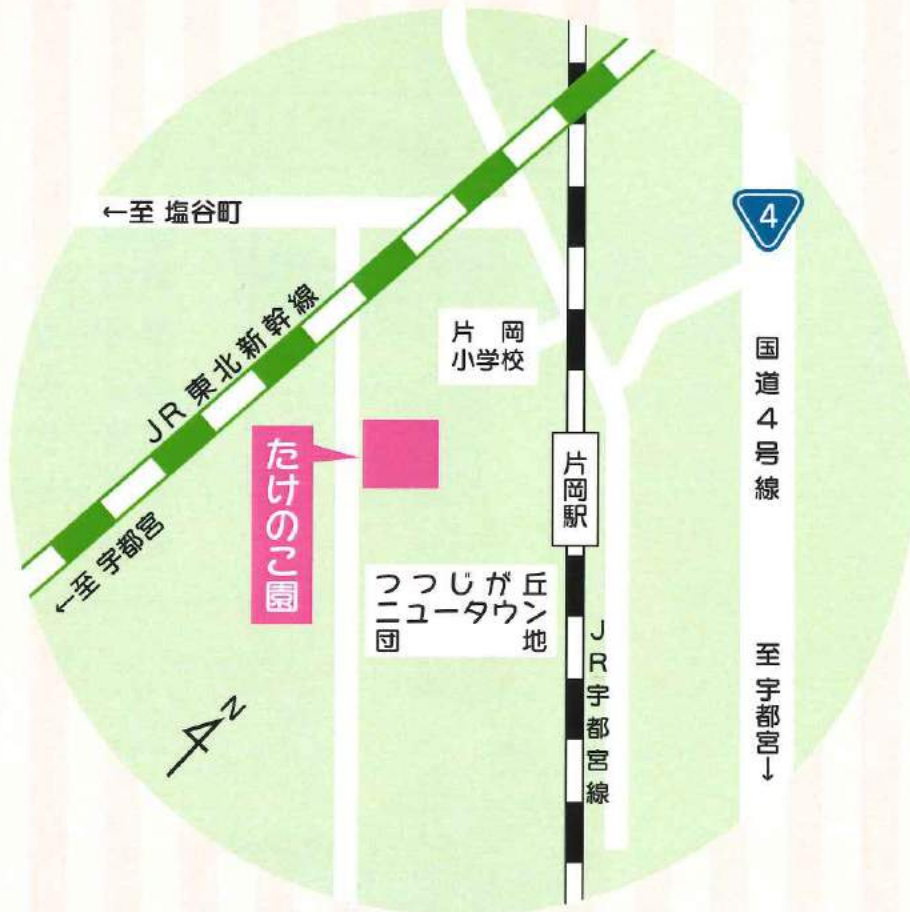 ←至 塩谷町
4
JR東北新幹線
片岡
小学校
国道4号線
たけのこ園
片岡駅
←至 宇都宮
つつじが丘
ニュータウン
団地
JR宇都宮線
至宇都宮↓
N